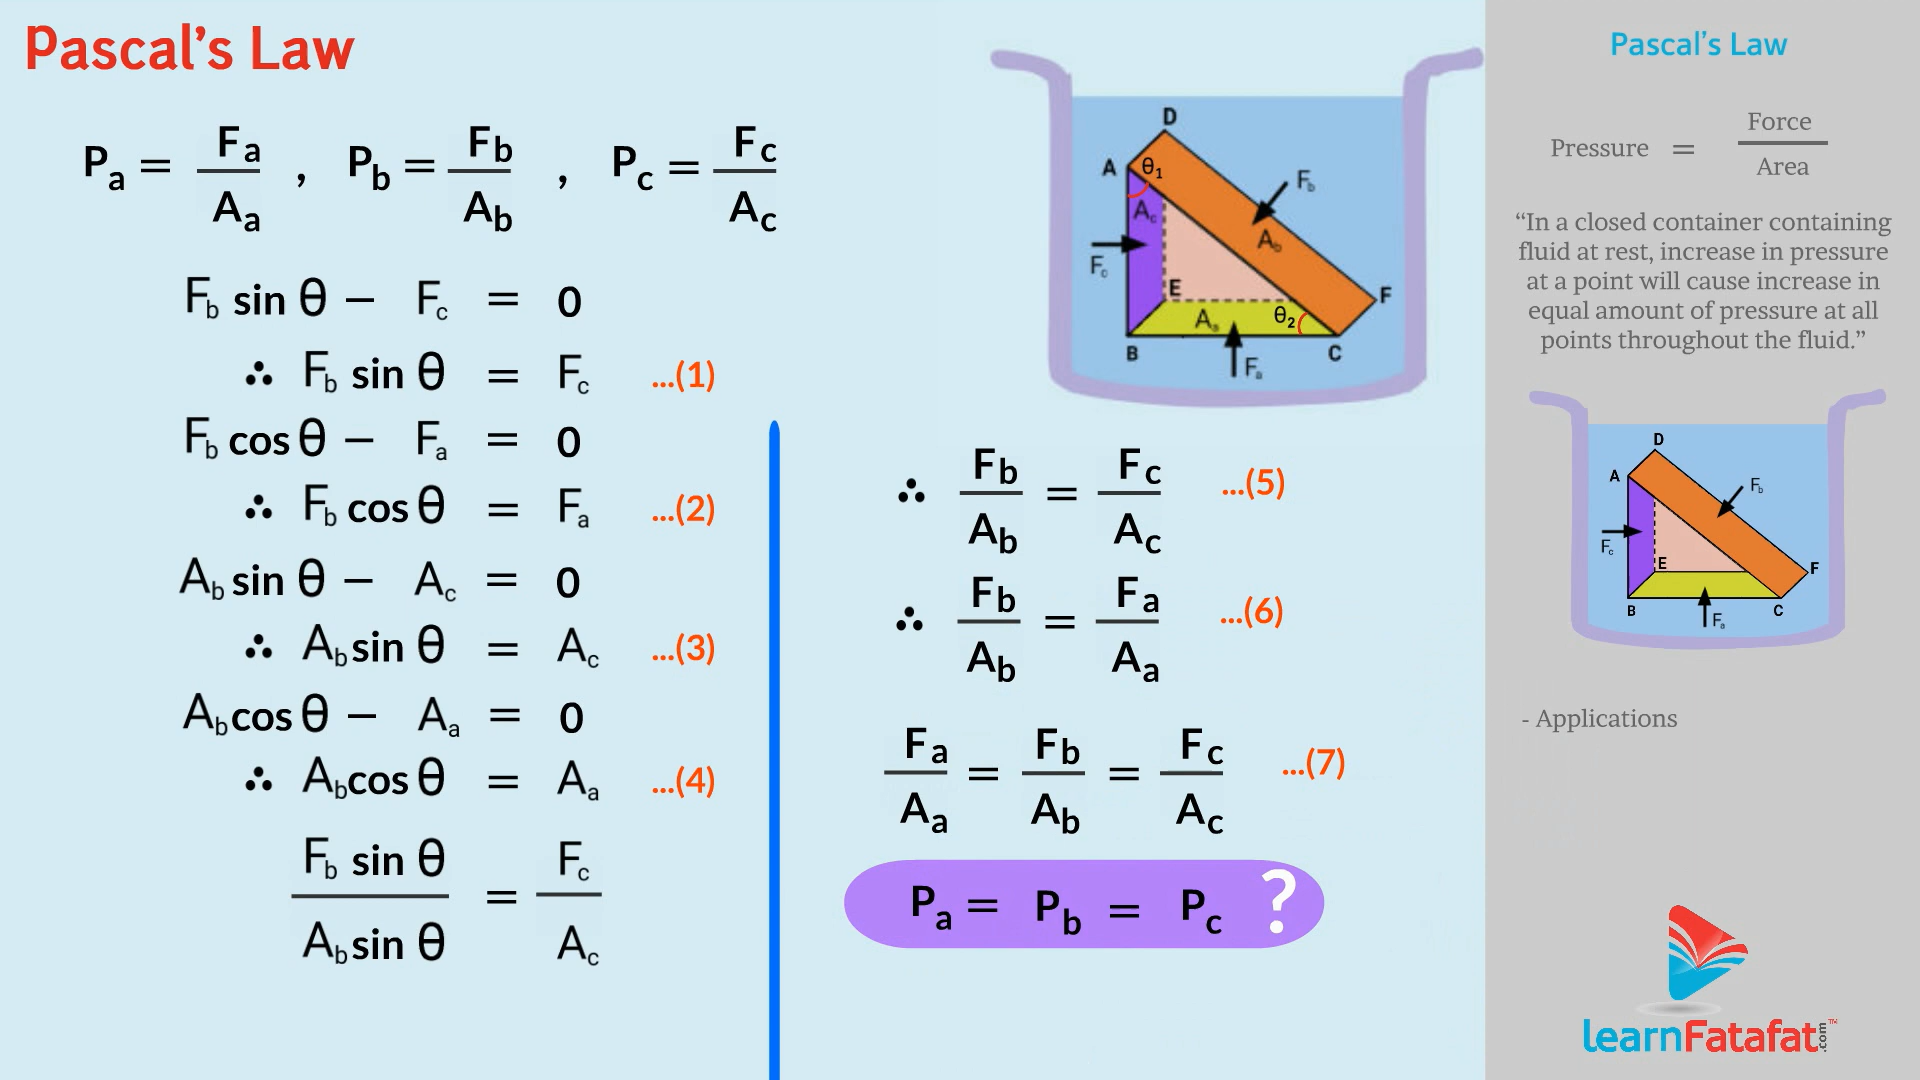 Pascal's Law
Pa = Fa/Aa , Pb = Fb/Ab , Pc = Fc/Ac
Fb sin θ − Fc = 0
∴ Fb sin θ = Fc ...(1)
Fb cos θ − Fa = 0
∴ Fb cos θ = Fa ...(2)
Ab sin θ − Ac = 0
∴ Ab sin θ = Ac ...(3)
Ab cos θ − Aa = 0
∴ Ab cos θ = Aa ...(4)
Fb sin θ/Ab sin θ = Fc/Ac
D
A θ1
Fb
Ac
Ab
Fc
E
F
Aa θ2
B C
Fa
∴ Fb/Ab = Fc/Ac ...(5)
∴ Fb/Ab = Fa/Aa ...(6)
Fa/Aa = Fb/Ab = Fc/Ac ...(7)
Pa = Pb = Pc ?
Pascal's Law
Pressure = Force/Area
“In a closed container containing
fluid at rest, increase in pressure
at a point will cause increase in
equal amount of pressure at all
points throughout the fluid.”
D
A
Fb
Fc
E
F
B C
Fa
- Applications
learnFatafat.com™